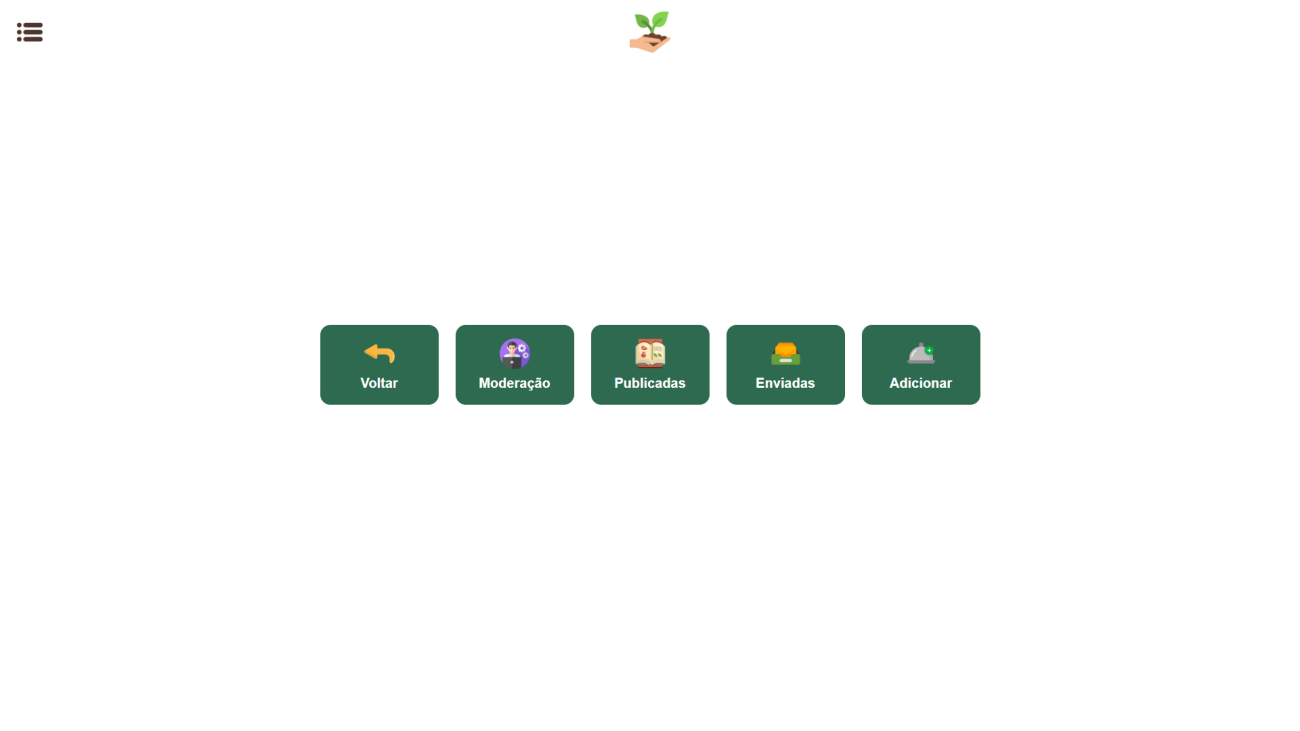 Voltar
Moderação
Publicadas
Enviadas
Adicionar